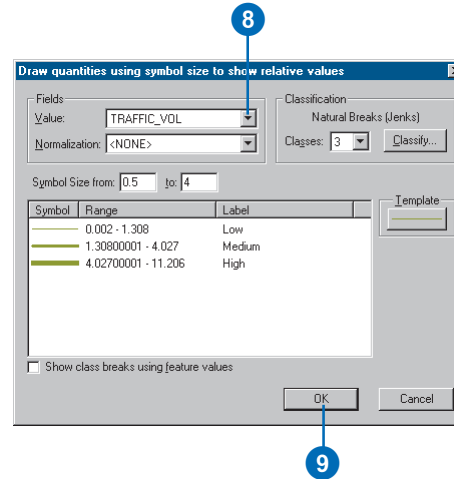 8
Draw quantities using symbol size to show relative values
Fields
Value: TRAFFIC_VOL
Normalization: <NONE>
Classification
Natural Breaks (Jenks)
Classes: 3 Classify...
Symbol Size from: 0.5 to: 4
Template
Symbol Range Label
0.002 - 1.308 Low
1.30800001 - 4.027 Medium
4.02700001 - 11.206 High
Show class breaks using feature values
OK Cancel
9